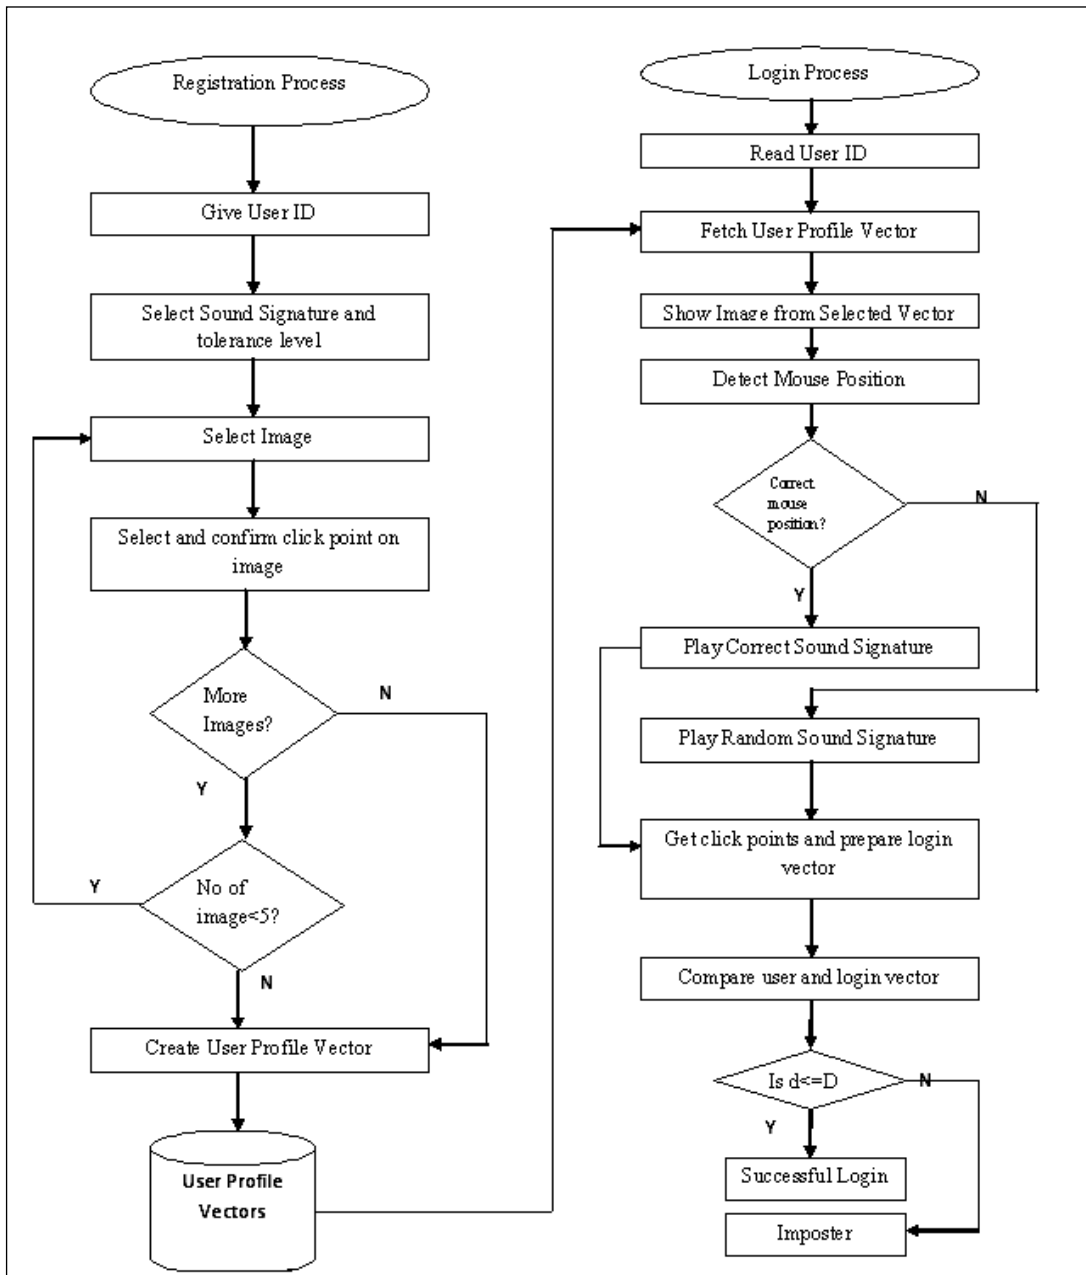 Registration Process
Give User ID
Select Sound Signature and
tolerance level
Select Image
Select and confirm click point on
image
More
Images?
N
Y
No of
image<5?
Y
N
Create User Profile Vector
User Profile
Vectors
Login Process
Read User ID
Fetch User Profile Vector
Show Image from Selected Vector
Detect Mouse Position
Correct
mouse
position?
N
Y
Play Correct Sound Signature
Play Random Sound Signature
Get click points and prepare login
vector
Compare user and login vector
Is d<=D
N
Y
Successful Login
Imposter